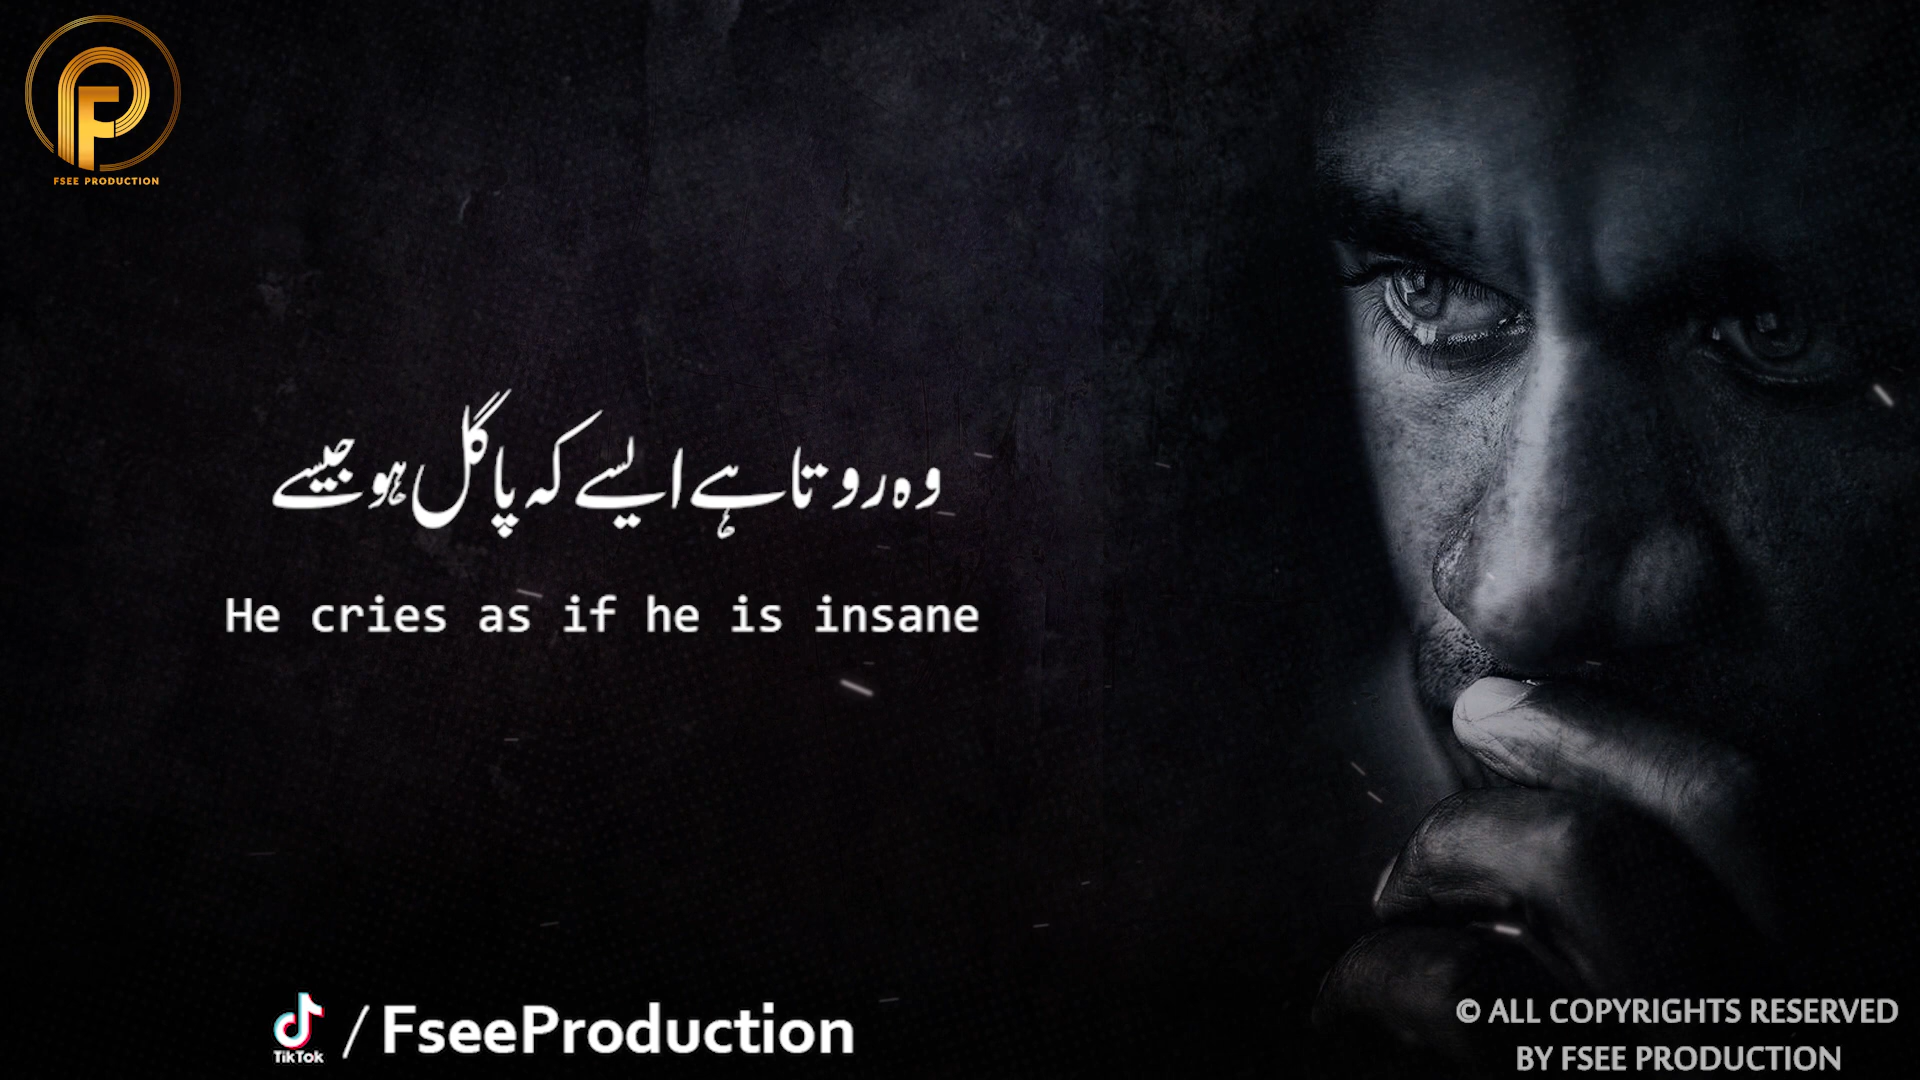 FSEE PRODUCTION
وہ روتا ہے ایسے کہ پاگل ہو جیسے
He cries as if he is insane
TikTok / FseeProduction
© ALL COPYRIGHTS RESERVED
BY FSEE PRODUCTION